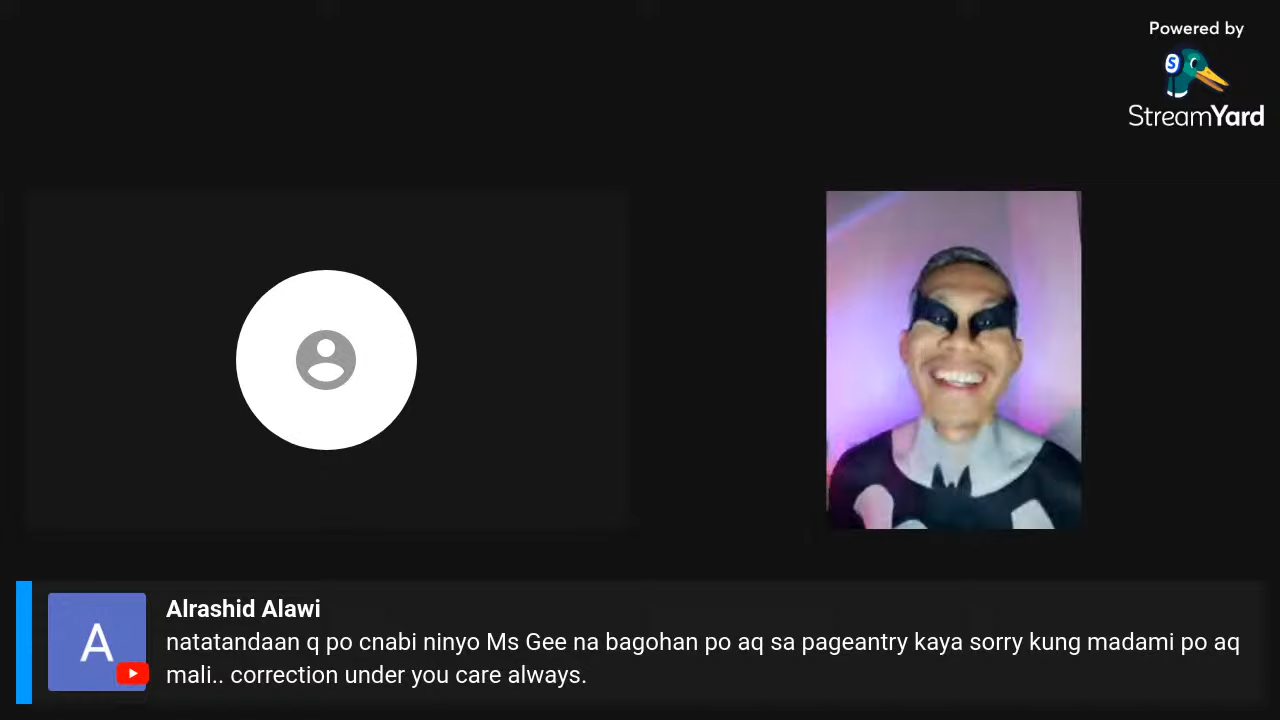 Powered by
S
StreamYard
A
Alrashid Alawi
natatandaan q po cnabi ninyo Ms Gee na bagohan po aq sa pageantry kaya sorry kung madami po aq
mali.. correction under you care always.